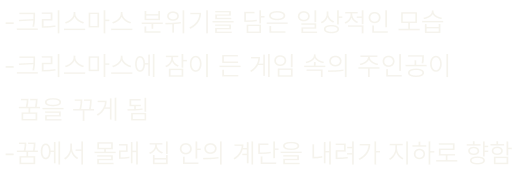 -크리스마스 분위기를 담은 일상적인 모습
-크리스마스에 잠이 든 게임 속의 주인공이
꿈을 꾸게 됨
-꿈에서 몰래 집 안의 계단을 내려가 지하로 향함